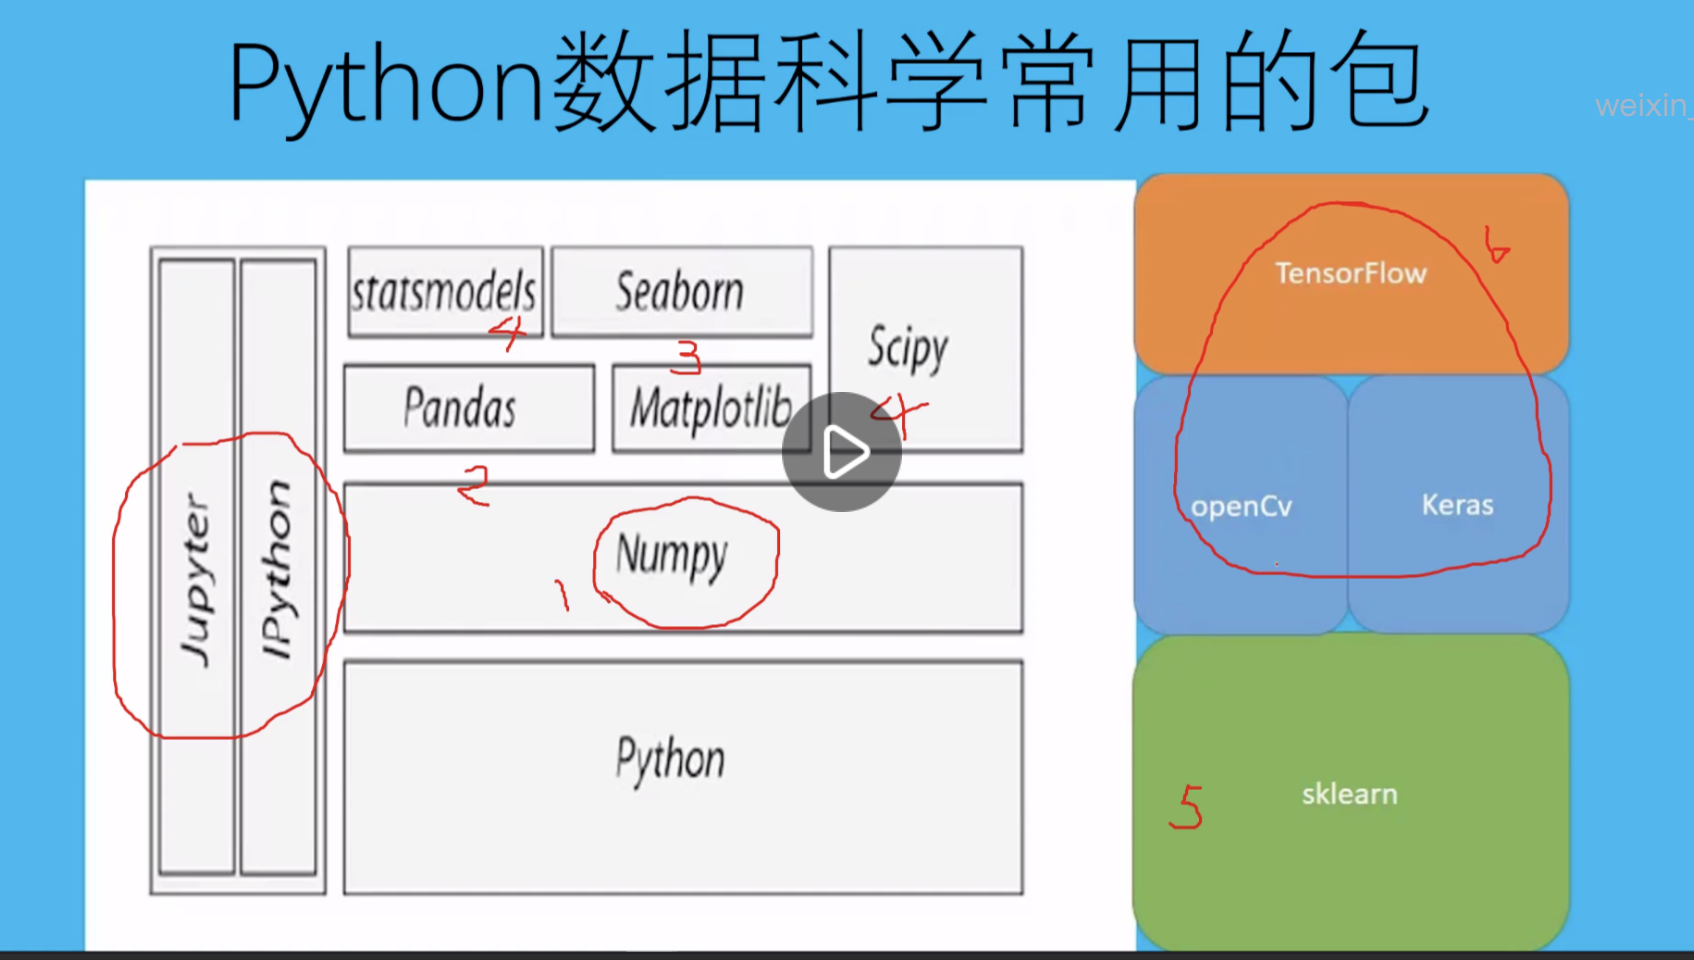 Python数据科学常用的包
weixin_
statsmodels
Seaborn
Scipy
4
3
4
Pandas
Matplotlib
2
Jupyter
IPython
Numpy
1
Python
TensorFlow
6
openCv
Keras
sklearn
5